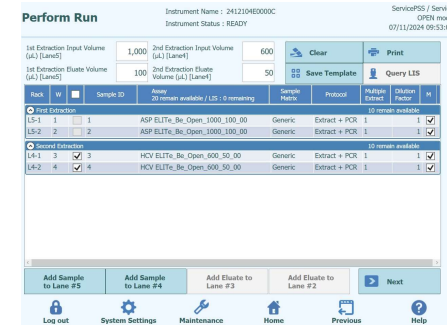 Perform Run
Instrument Name : 2412104E0000C
Instrument Status : READY
ServicePSS / Servic
OPEN mod
07/11/2024 09:53:0
1st Extraction Input Volume (µL) [Lane5] 1,000 2nd Extraction Input Volume (µL) [Lane4] 600 Clear Print
1st Extraction Eluate Volume (µL) [Lane5] 100 2nd Extraction Eluate Volume (µL) [Lane4] 50 Save Template Query LIS
Rack W Sample ID Assay Sample Matrix Protocol Multiple Extract Dilution Factor M
20 remain available / LIS : 0 remaining
First Extraction 10 remain available
L5-1 1 1 ASP ELITe_Be_Open_1000_100_00 Generic Extract + PCR 1 1
L5-2 2 2 ASP ELITe_Be_Open_1000_100_00 Generic Extract + PCR 1 1
Second Extraction 10 remain available
L4-1 3 3 HCV ELITe_Be_Open_600_50_00 Generic Extract + PCR 1 1
L4-2 4 4 HCV ELITe_Be_Open_600_50_00 Generic Extract + PCR 1 1
Add Sample to Lane #5 Add Sample to Lane #4 Add Eluate to Lane #3 Add Eluate to Lane #2 Next
Log out System Settings Maintenance Home Previous Help